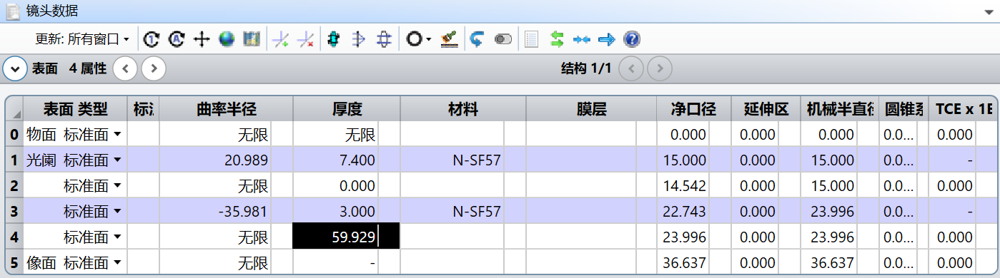 镜头数据
更新: 所有窗口
表面 4 属性 结构 1/1
表面 类型 标注 曲率半径 厚度 材料 膜层 净口径 延伸区 机械半直径 圆锥系 TCE x 1E
0 物面 标准面 无限 无限 0.000 0.000 0.000 0.0... 0.000
1 光阑 标准面 20.989 7.400 N-SF57 15.000 0.000 15.000 0.0... -
2 标准面 无限 0.000 14.542 0.000 15.000 0.0... 0.000
3 标准面 -35.981 3.000 N-SF57 22.743 0.000 23.996 0.0... -
4 标准面 无限 59.929 23.996 0.000 23.996 0.0... 0.000
5 像面 标准面 无限 - 36.637 0.000 36.637 0.0... 0.000